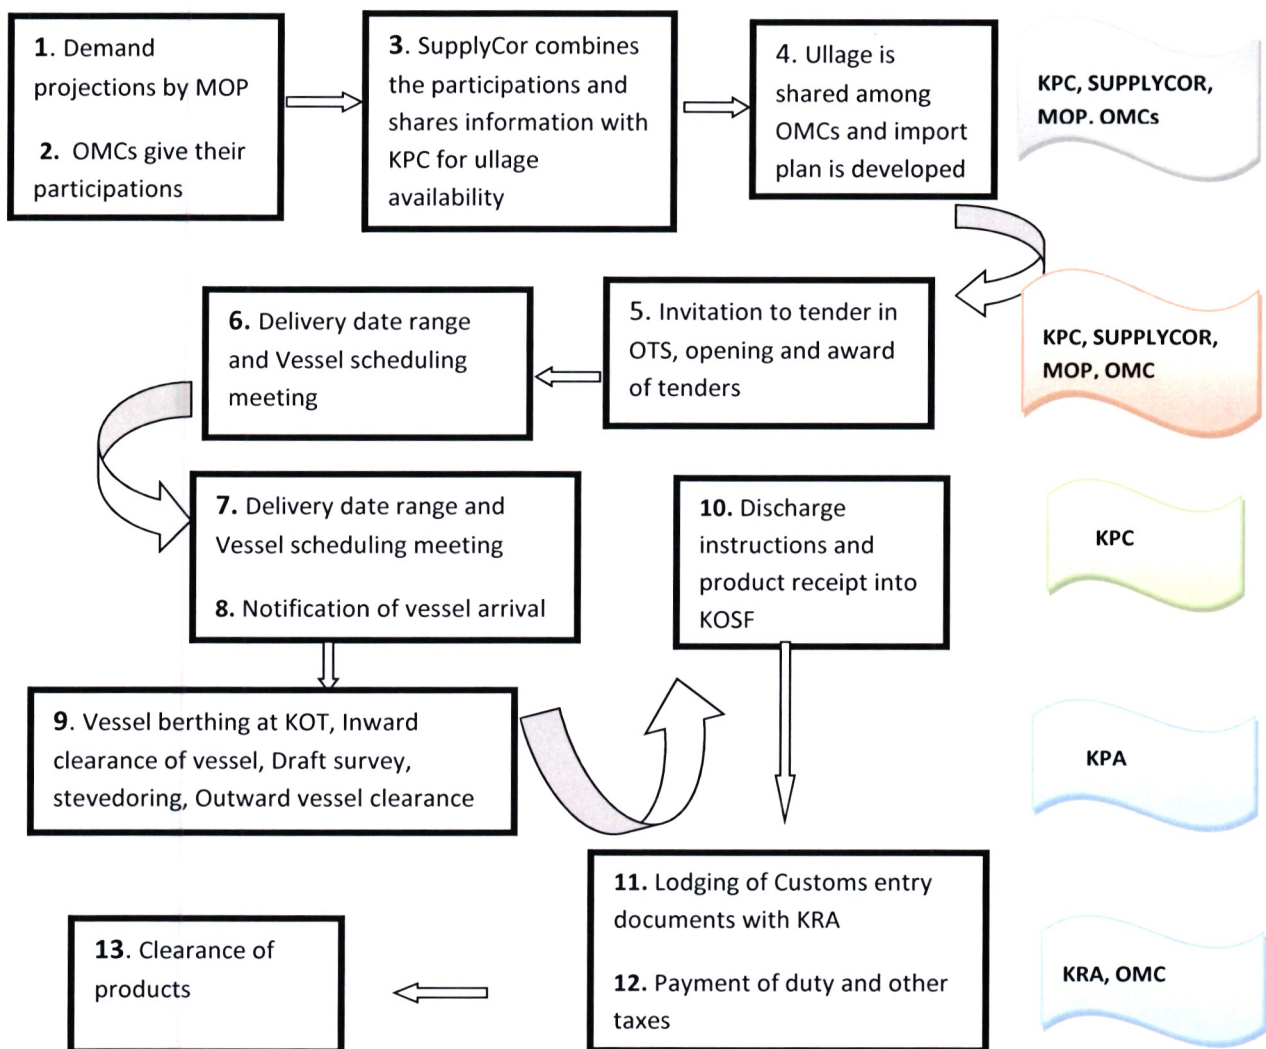 1. Demand
projections by MOP
2. OMCs give their
participations
3. SupplyCor combines
the participations and
shares information with
KPC for ullage
availability
4. Ullage is
shared among
OMCs and import
plan is developed
KPC, SUPPLYCOR,
MOP. OMCs
6. Delivery date range
and Vessel scheduling
meeting
5. Invitation to tender in
OTS, opening and award
of tenders
KPC, SUPPLYCOR,
MOP. OMC
7. Delivery date range and
Vessel scheduling meeting
8. Notification of vessel arrival
10. Discharge
instructions and
product receipt into
KOSF
KPC
9. Vessel berthing at KOT, Inward
clearance of vessel, Draft survey,
stevedoring, Outward vessel clearance
KPA
11. Lodging of Customs entry
documents with KRA
12. Payment of duty and other
taxes
13. Clearance of
products
KRA, OMC